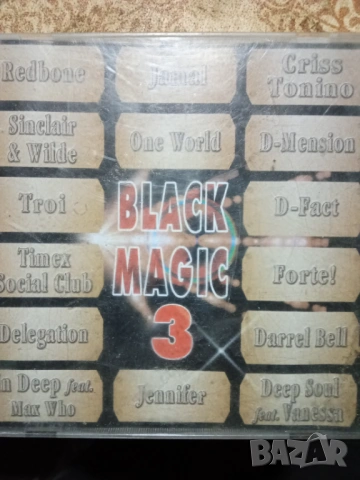 Redbone
Jamal
Criss
Tonino
Sinclair
& Wilde
One World
D-Mension
Troi
BLACK
MAGIC
3
D-Fact
Timex
Social Club
Forte!
Delegation
Darrel Bell
In Deep feat.
Max Who
Jennifer
Deep Soul
feat. Vanessa
BAZAR